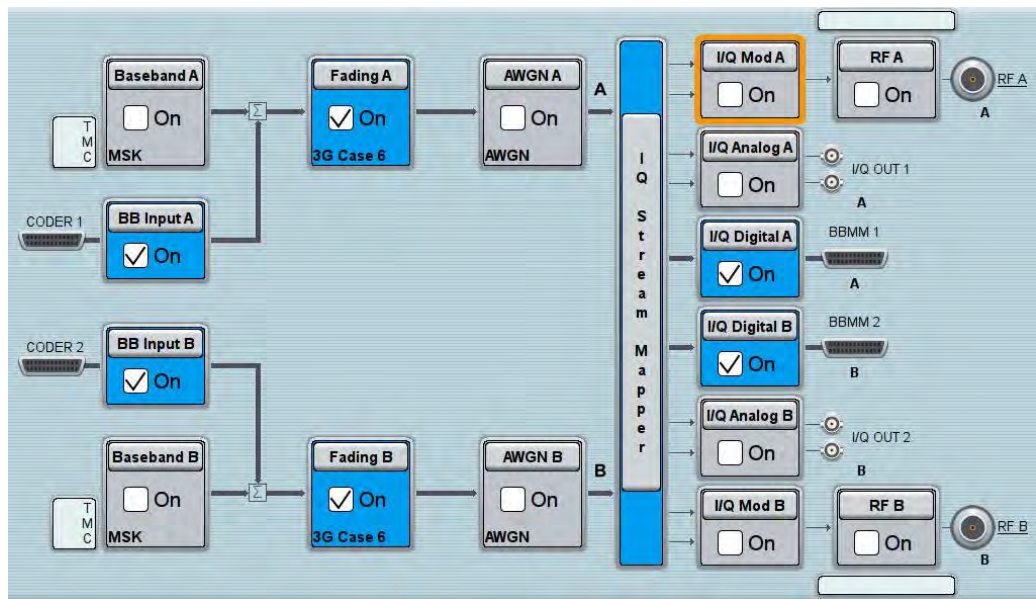 Baseband A
On
T
M
C
MSK
Σ
Fading A
On
3G Case 6
AWGN A
On
AWGN
A
I/Q Mod A
On
RF A
On
RF A
A
I/Q Analog A
On
I/Q OUT 1
A
CODER 1
BB Input A
On
I/Q Digital A
On
BBMM 1
A
I
Q
S
t
r
e
a
m
M
a
p
p
e
r
CODER 2
BB Input B
On
I/Q Digital B
On
BBMM 2
B
I/Q Analog B
On
I/Q OUT 2
B
Baseband B
On
T
M
C
MSK
Σ
Fading B
On
3G Case 6
AWGN B
On
AWGN
B
I/Q Mod B
On
RF B
On
RF B
B